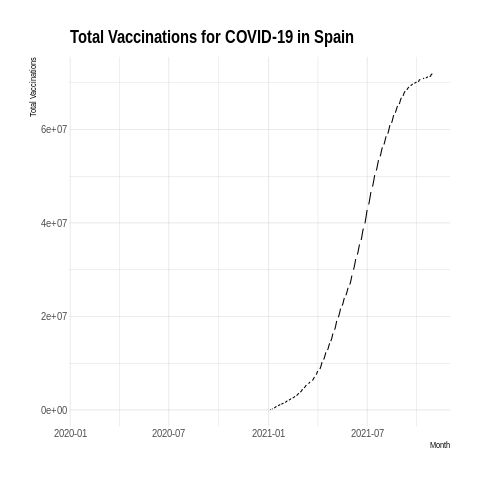 Total Vaccinations for COVID-19 in Spain
Total Vaccinations
6e+07
4e+07
2e+07
0e+00
2020-01 2020-07 2021-01 2021-07
Month